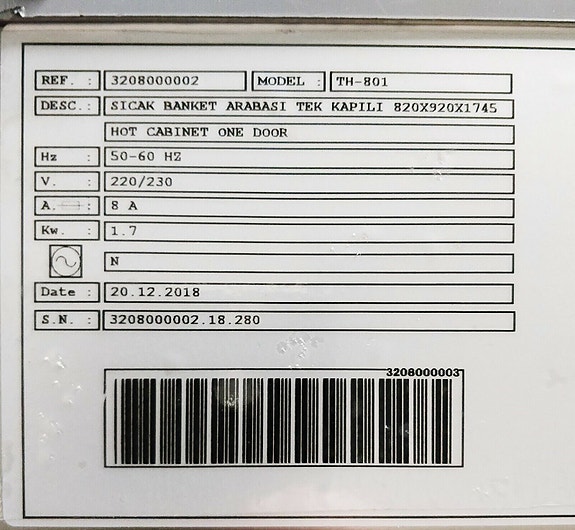 REF. : 3208000002 MODEL : TH-801
DESC.: SICAK BANKET ARABASI TEK KAPILI 820X920X1745
HOT CABINET ONE DOOR
Hz : 50-60 HZ
V. : 220/230
A. : 8 A
Kw. : 1.7
N
Date : 20.12.2018
S.N. : 3208000002.18.280
3208000003